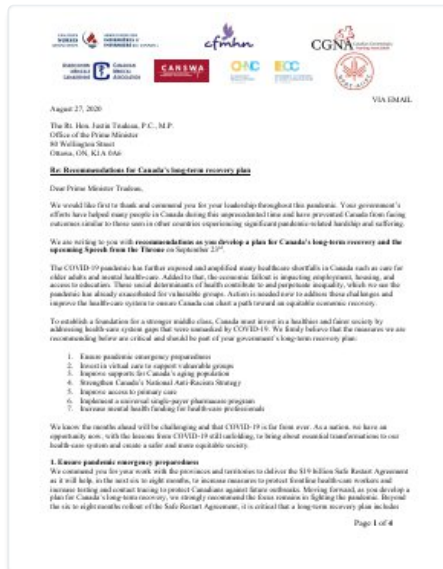 CANADIAN NURSES ASSOCIATION
ASSOCIATION DES INFIRMIÈRES ET INFIRMIERS DU CANADA
cfmhn
CGNA
ASSOCIATION MÉDICALE CANADIENNE
CANADIAN MEDICAL ASSOCIATION
CANSWA
CHNC
IECC
VIA EMAIL
August 27, 2020
The Rt. Hon. Justin Trudeau, P.C., M.P.
Office of the Prime Minister
80 Wellington Street
Ottawa, ON, K1A 0A6
Re: Recommendations for Canada's long-term recovery plan
Dear Prime Minister Trudeau,
We would like first to thank and commend you for your leadership throughout this pandemic. Your government's
efforts have helped many people in Canada during this unprecedented time and have prevented Canada from facing
outcomes similar to those seen in other countries experiencing significant pandemic-related hardship and suffering.
We are writing to you with recommendations as you develop a plan for Canada's long-term recovery and the
upcoming Speech from the Throne on September 23rd.
The COVID-19 pandemic has further exposed and amplified many healthcare shortfalls in Canada such as care for
older adults and mental health-care. Added to that, the economic fallout is impacting employment, housing, and
access to education. These social determinants of health contribute to and perpetuate inequality, which we see the
pandemic has already exacerbated for vulnerable groups. Action is needed now to address these challenges and
improve the health-care system to ensure Canada can chart a path toward an equitable economic recovery.
To establish a foundation for a stronger middle class, Canada must invest in a healthier and fairer society by
addressing health-care system gaps that were unmasked by COVID-19. We firmly believe that the measures we are
recommending below are critical and should be part of your government's long-term recovery plan:
1. Ensure pandemic emergency preparedness
2. Invest in virtual care to support vulnerable groups
3. Improve supports for Canada's aging population
4. Strengthen Canada's National Anti-Racism Strategy
5. Improve access to primary care
6. Implement a universal single-payer pharmacare program
7. Increase mental health funding for health-care professionals
We know the months ahead will be challenging and that COVID-19 is far from over. As a nation, we have an
opportunity now, with the lessons from COVID-19 still unfolding, to bring about essential transformations to our
health-care system and create a safer and more equitable society.
1. Ensure pandemic emergency preparedness
We commend you for your work with the provinces and territories to deliver the $19 billion Safe Restart Agreement
as it will help, in the next six to eight months, to increase measures to protect frontline health-care workers and
increase testing and contact tracing to protect Canadians against future outbreaks. Moving forward, as you develop a
plan for Canada's long-term recovery, we strongly recommend the focus remains in fighting the pandemic. Beyond
the six to eight months rollout of the Safe Restart Agreement, it is critical that a long-term recovery plan includes
Page 1 of 4